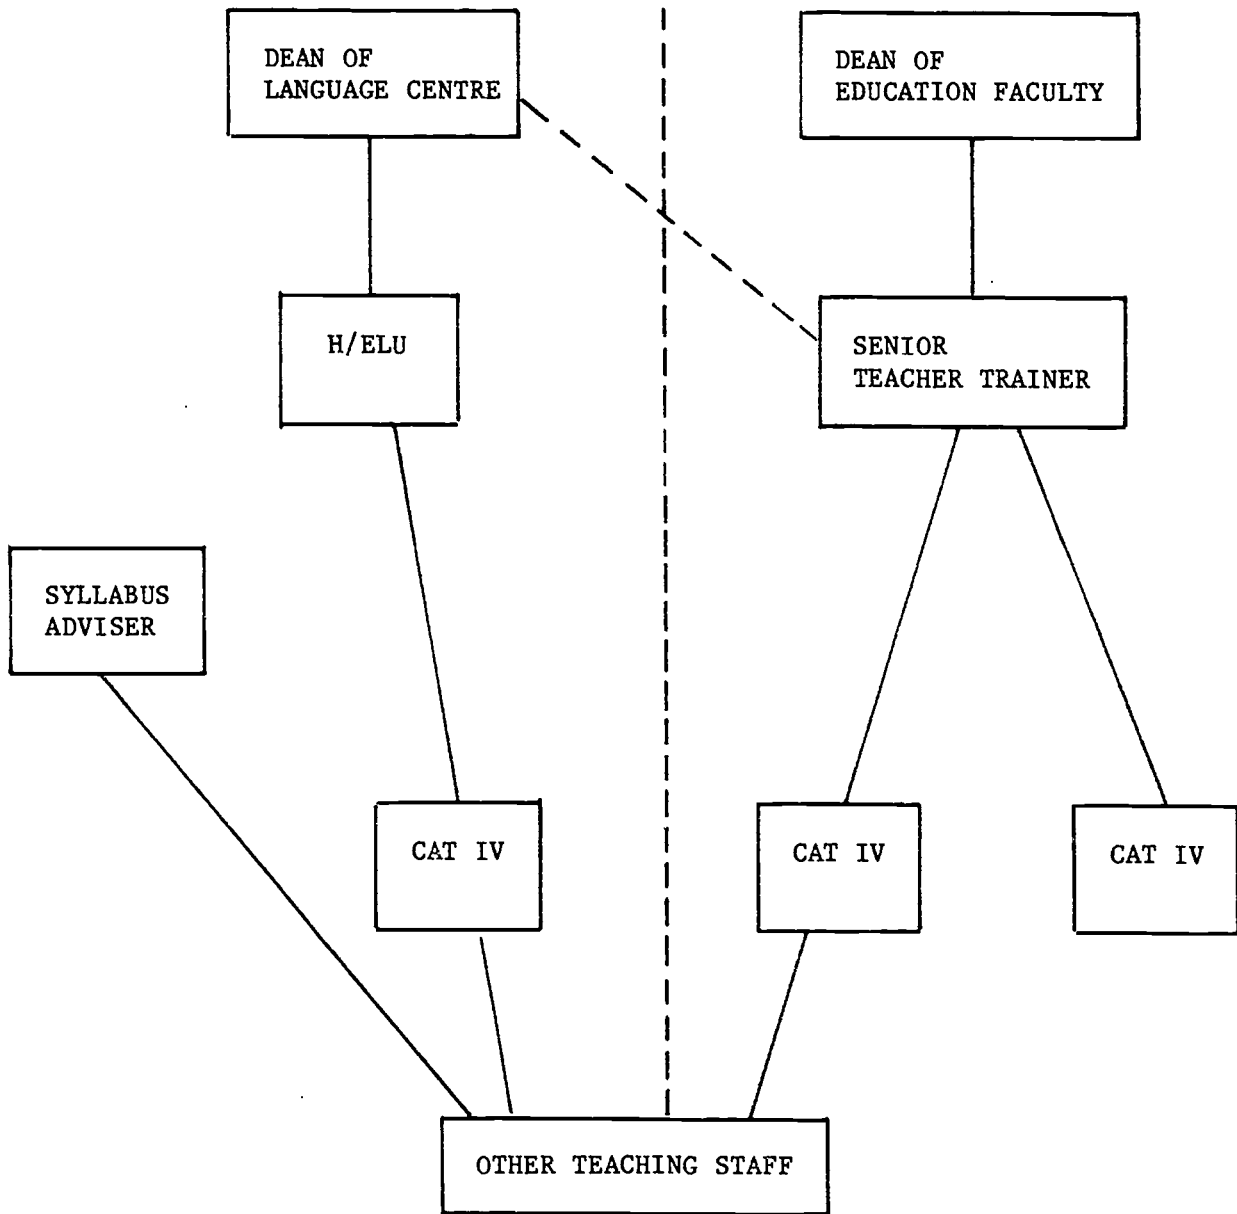 DEAN OF
LANGUAGE CENTRE
DEAN OF
EDUCATION FACULTY
H/ELU
SENIOR
TEACHER TRAINER
SYLLABUS
ADVISER
CAT IV
CAT IV
CAT IV
OTHER TEACHING STAFF